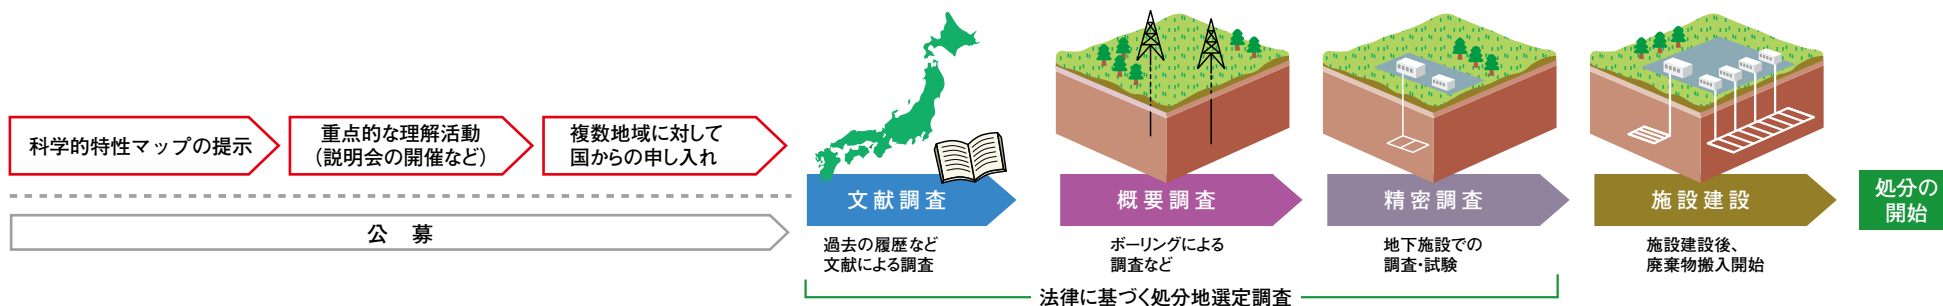 科学的特性マップの提示
重点的な理解活動
(説明会の開催など)
複数地域に対して
国からの申し入れ
公 募
文献調査
過去の履歴など
文献による調査
概要調査
ボーリングによる
調査など
精密調査
地下施設での
調査・試験
施設建設
施設建設後、
廃棄物搬入開始
処分の
開始
法律に基づく処分地選定調査